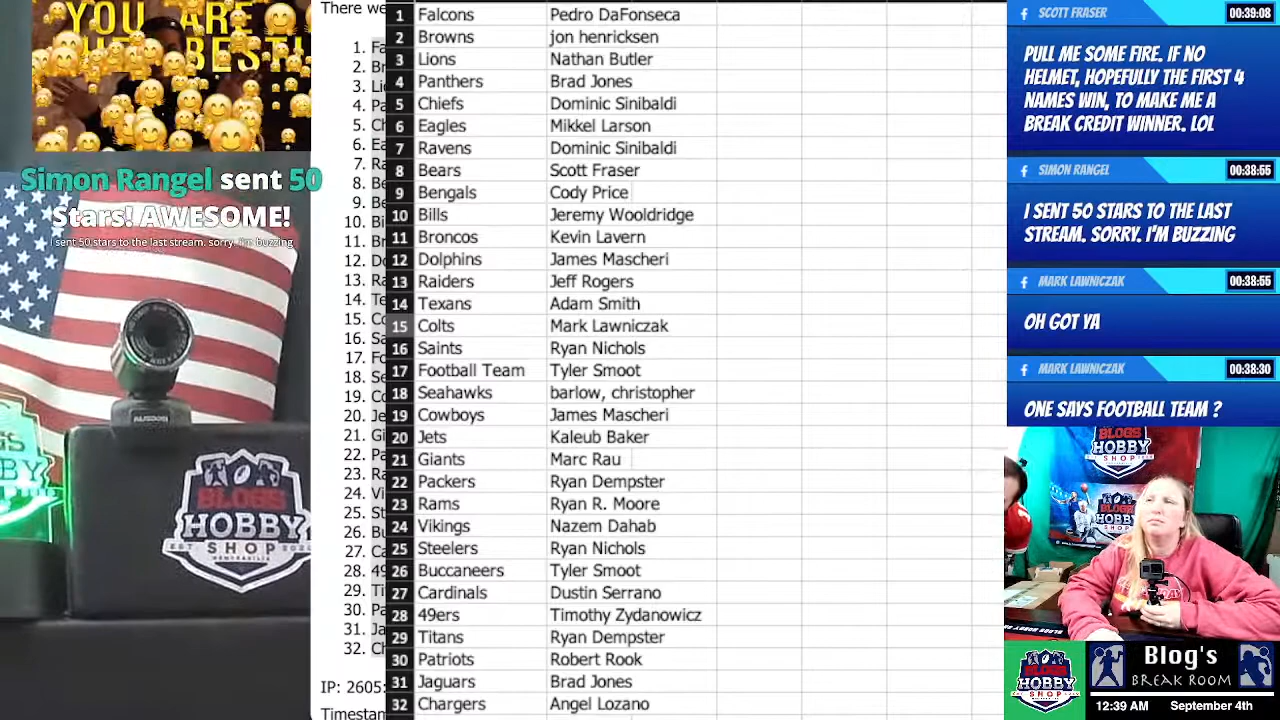 YOU ARE
BEST!
Simon Rangel sent 50
Stars! AWESOME!
sent 50 stars to the last stream. sorry. i'm buzzing
BLOGS
HOBBY
SHOP
MEMORABILIA
There we
1. Fa
2. Br
3. Li
4. Pa
5. Ch
6. Ea
7. Ra
8. Be
9. Be
10. Bi
11. Br
12. Do
13. Ra
14. Te
15. Co
16. Sa
17. Fo
18. Se
19. Co
20. Je
21. Gi
22. Pa
23. Ra
24. Vi
25. St
26. Bu
27. Ca
28. 49
29. Ti
30. Pa
31. Ja
32. Ch
IP: 2605:
Timestam
1 Falcons Pedro DaFonseca
2 Browns jon henricksen
3 Lions Nathan Butler
4 Panthers Brad Jones
5 Chiefs Dominic Sinibaldi
6 Eagles Mikkel Larson
7 Ravens Dominic Sinibaldi
8 Bears Scott Fraser
9 Bengals Cody Price
10 Bills Jeremy Wooldridge
11 Broncos Kevin Lavern
12 Dolphins James Mascheri
13 Raiders Jeff Rogers
14 Texans Adam Smith
15 Colts Mark Lawniczak
16 Saints Ryan Nichols
17 Football Team Tyler Smoot
18 Seahawks barlow, christopher
19 Cowboys James Mascheri
20 Jets Kaleub Baker
21 Giants Marc Rau
22 Packers Ryan Dempster
23 Rams Ryan R. Moore
24 Vikings Nazem Dahab
25 Steelers Ryan Nichols
26 Buccaneers Tyler Smoot
27 Cardinals Dustin Serrano
28 49ers Timothy Zydanowicz
29 Titans Ryan Dempster
30 Patriots Robert Rook
31 Jaguars Brad Jones
32 Chargers Angel Lozano
SCOTT FRASER 00:39:08
PULL ME SOME FIRE. IF NO
HELMET, HOPEFULLY THE FIRST 4
NAMES WIN, TO MAKE ME A
BREAK CREDIT WINNER. LOL
SIMON RANGEL 00:38:55
I SENT 50 STARS TO THE LAST
STREAM. SORRY. I'M BUZZING
MARK LAWNICZAK 00:38:55
OH GOT YA
MARK LAWNICZAK 00:38:30
ONE SAYS FOOTBALL TEAM ?
BLOGS
HOBBY
SHOP
BLOGS
HOBBY
SHOP
Blog's
BREAK ROOM
12:39 AM September 4th